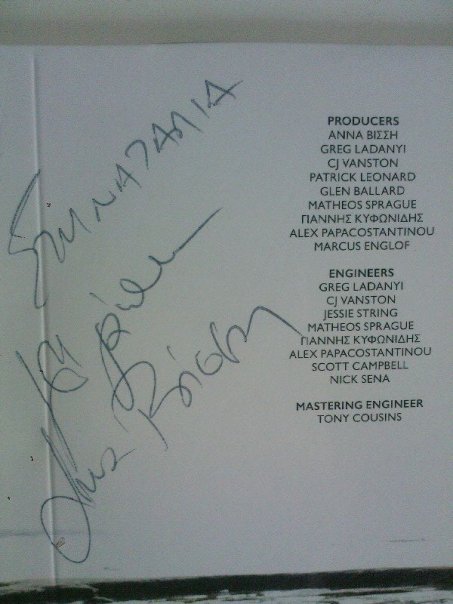 Στη ΝΑΤΑΛΙΑ
Άννα Βίσση
PRODUCERS
ANNA ΒΙΣΣΗ
GREG LADANYI
CJ VANSTON
PATRICK LEONARD
GLEN BALLARD
MATHEOS SPRAGUE
ΓΙΑΝΝΗΣ ΚΥΦΩΝΙΔΗΣ
ALEX PAPACOSTANTINOU
MARCUS ENGLOF
ENGINEERS
GREG LADANYI
CJ VANSTON
JESSIE STRING
MATHEOS SPRAGUE
ΓΙΑΝΝΗΣ ΚΥΦΩΝΙΔΗΣ
ALEX PAPACOSTANTINOU
SCOTT CAMPBELL
NICK SENA
MASTERING ENGINEER
TONY COUSINS